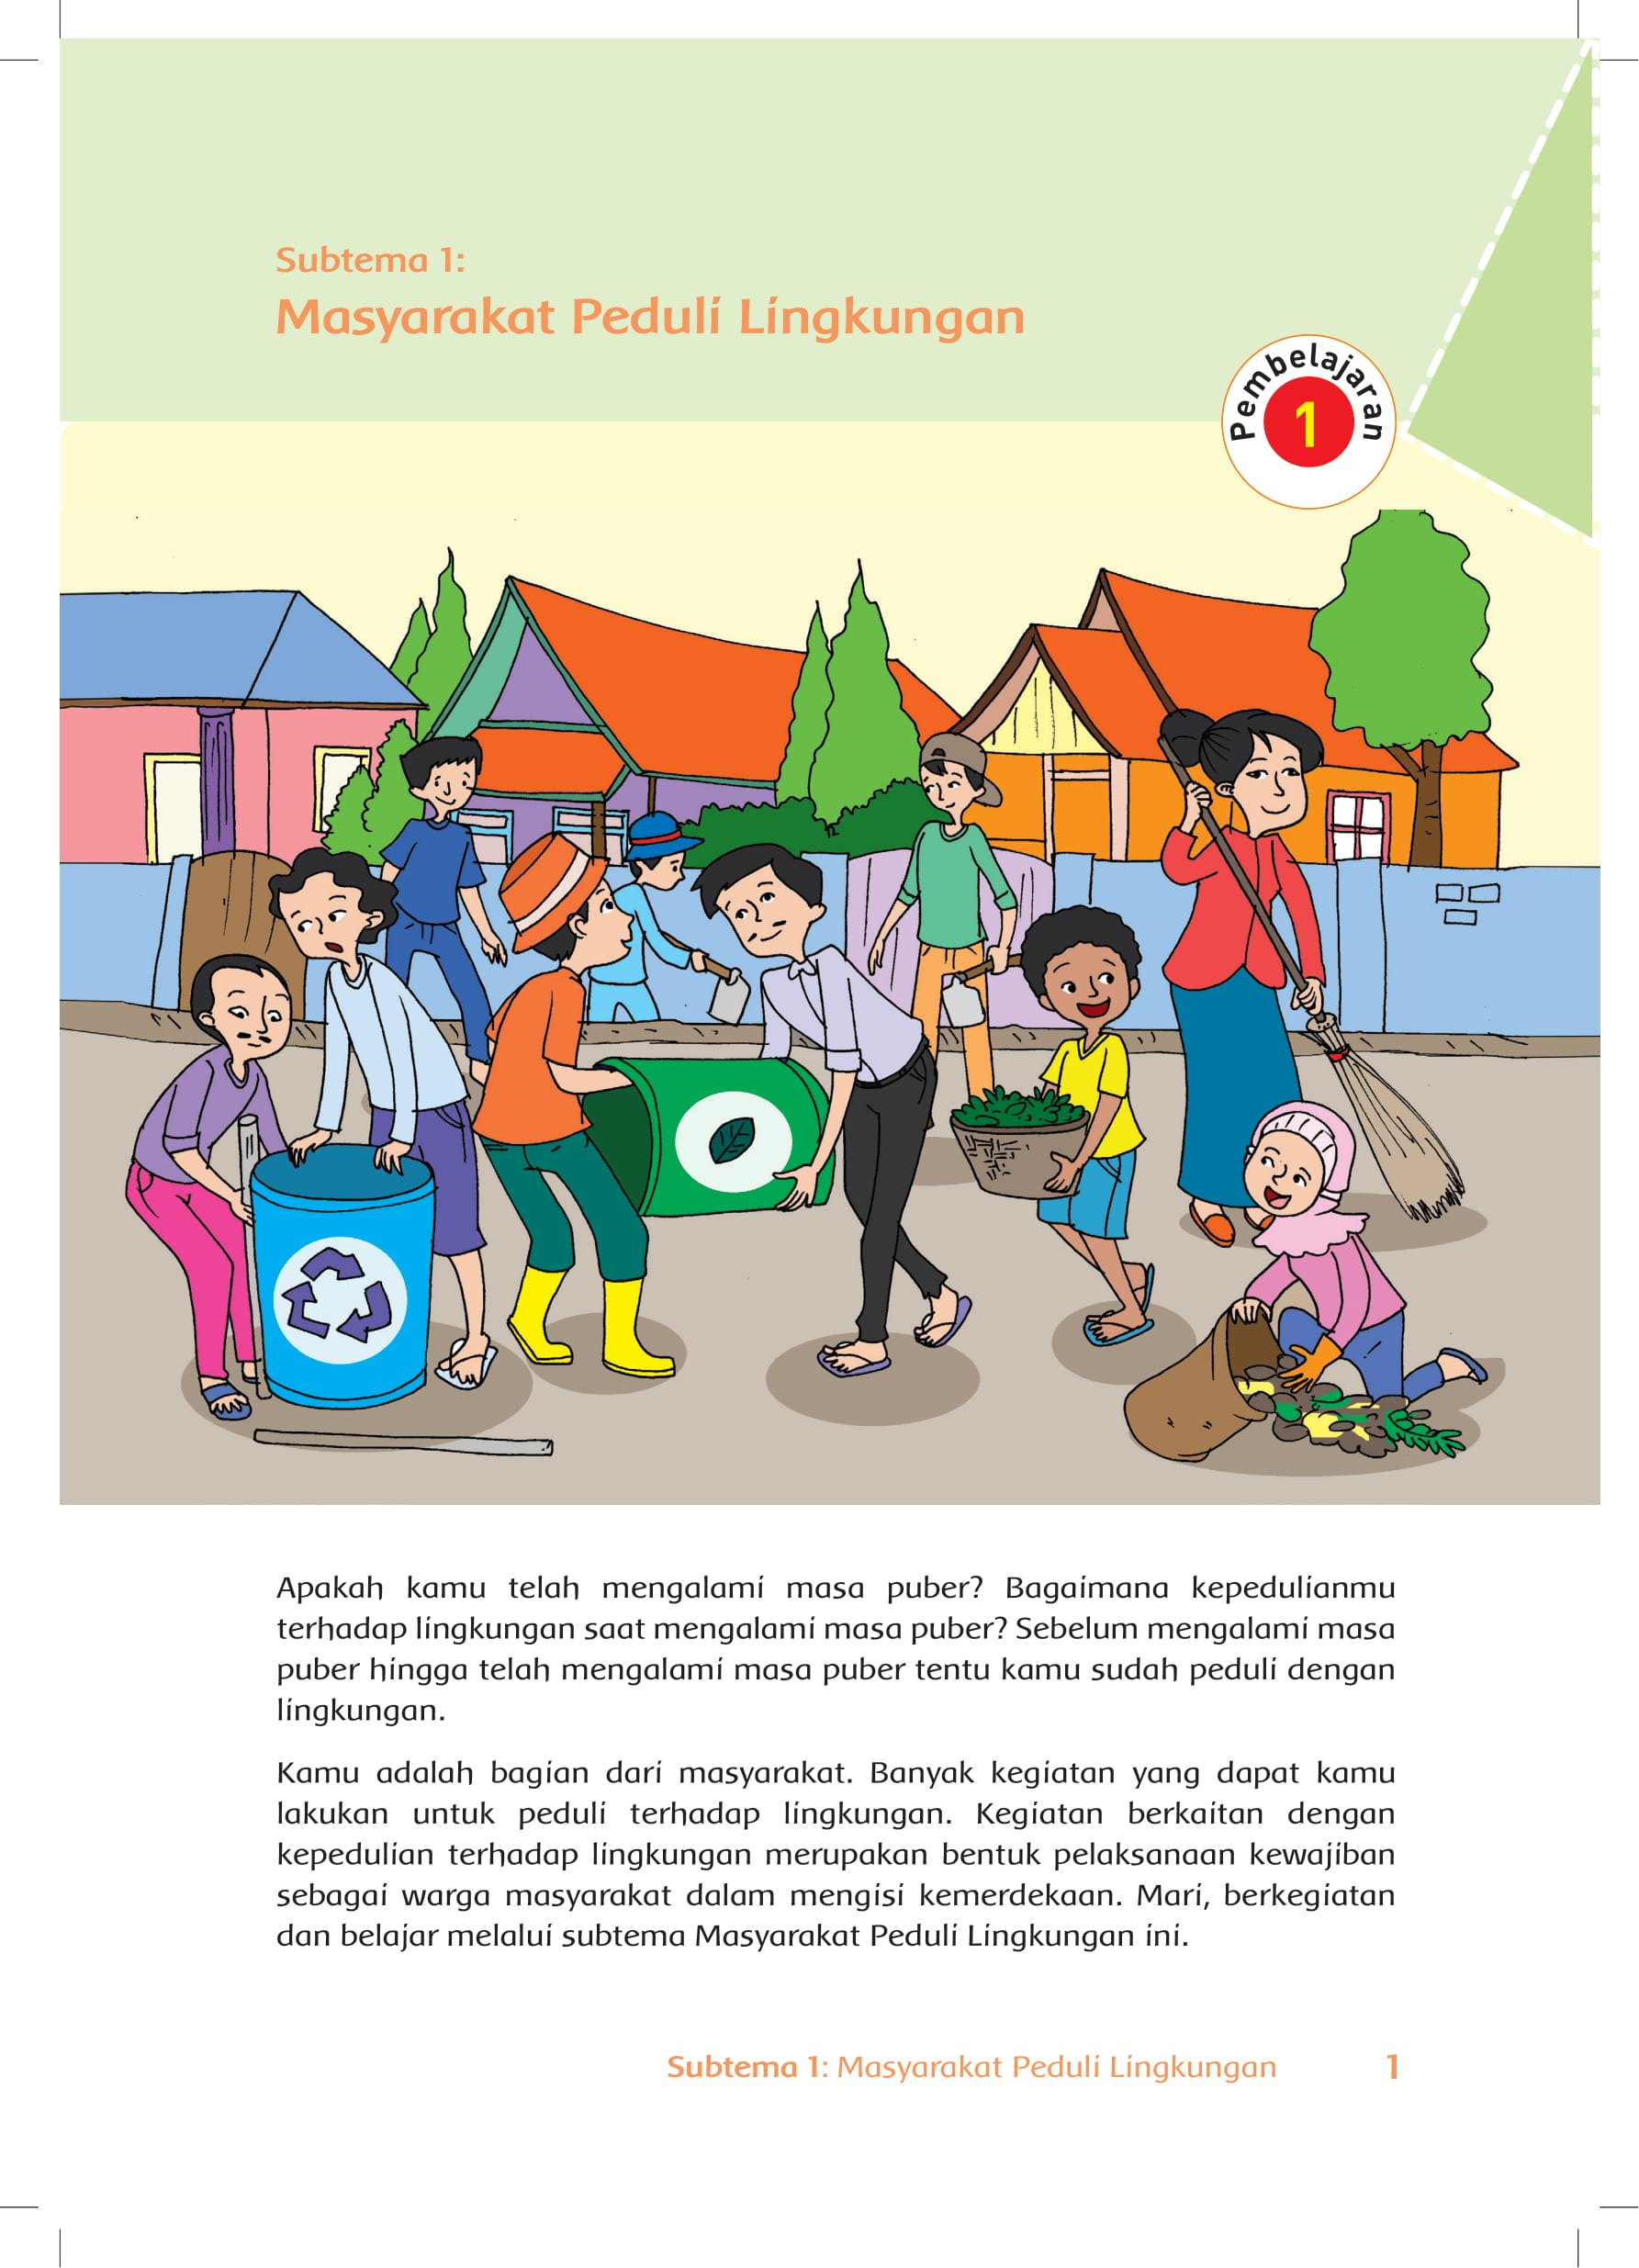 Subtema 1:
Masyarakat Peduli Lingkungan
Pembelajaran
1
Apakah kamu telah mengalami masa puber? Bagaimana kepedulianmu
terhadap lingkungan saat mengalami masa puber? Sebelum mengalami masa
puber hingga telah mengalami masa puber tentu kamu sudah peduli dengan
lingkungan.
Kamu adalah bagian dari masyarakat. Banyak kegiatan yang dapat kamu
lakukan untuk peduli terhadap lingkungan. Kegiatan berkaitan dengan
kepedulian terhadap lingkungan merupakan bentuk pelaksanaan kewajiban
sebagai warga masyarakat dalam mengisi kemerdekaan. Mari, berkegiatan
dan belajar melalui subtema Masyarakat Peduli Lingkungan ini.
Subtema 1: Masyarakat Peduli Lingkungan 1